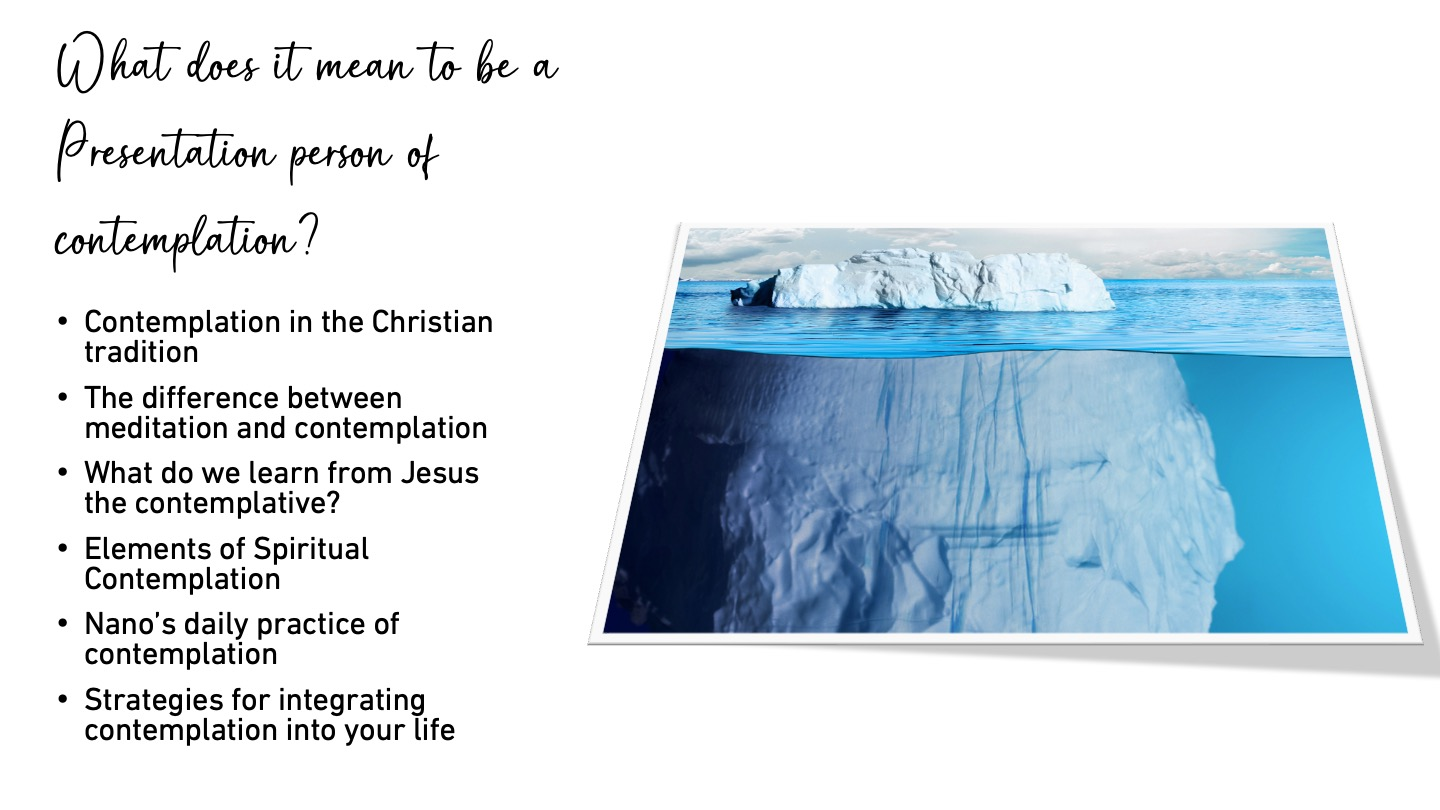 What does it mean to be a
Presentation person of
contemplation?
• Contemplation in the Christian
tradition
• The difference between
meditation and contemplation
• What do we learn from Jesus
the contemplative?
• Elements of Spiritual
Contemplation
• Nano’s daily practice of
contemplation
• Strategies for integrating
contemplation into your life